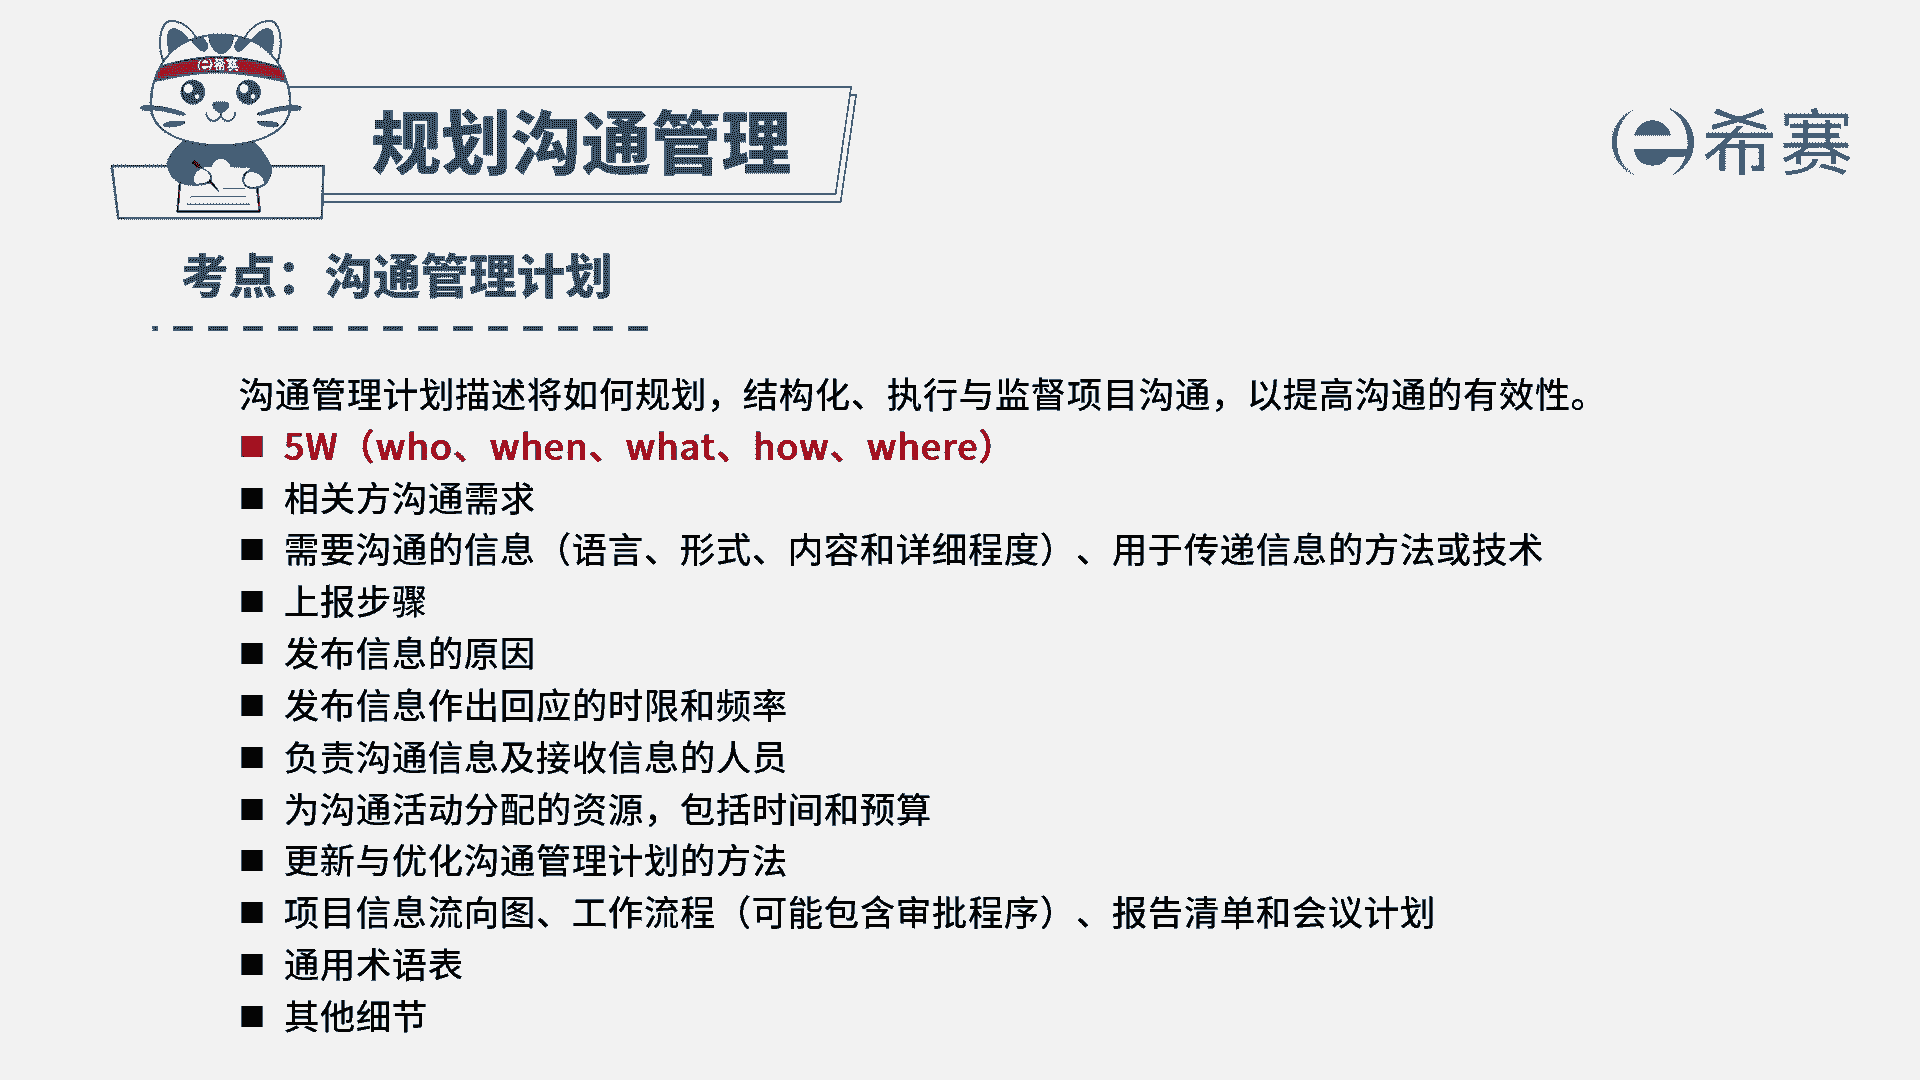 e希赛
规划沟通管理
e希赛
考点：沟通管理计划
沟通管理计划描述将如何规划，结构化、执行与监督项目沟通，以提高沟通的有效性。
■ 5W（who、when、what、how、where）
■ 相关方沟通需求
■ 需要沟通的信息（语言、形式、内容和详细程度）、用于传递信息的方法或技术
■ 上报步骤
■ 发布信息的原因
■ 发布信息作出回应的时限和频率
■ 负责沟通信息及接收信息的人员
■ 为沟通活动分配的资源，包括时间和预算
■ 更新与优化沟通管理计划的方法
■ 项目信息流向图、工作流程（可能包含审批程序）、报告清单和会议计划
■ 通用术语表
■ 其他细节